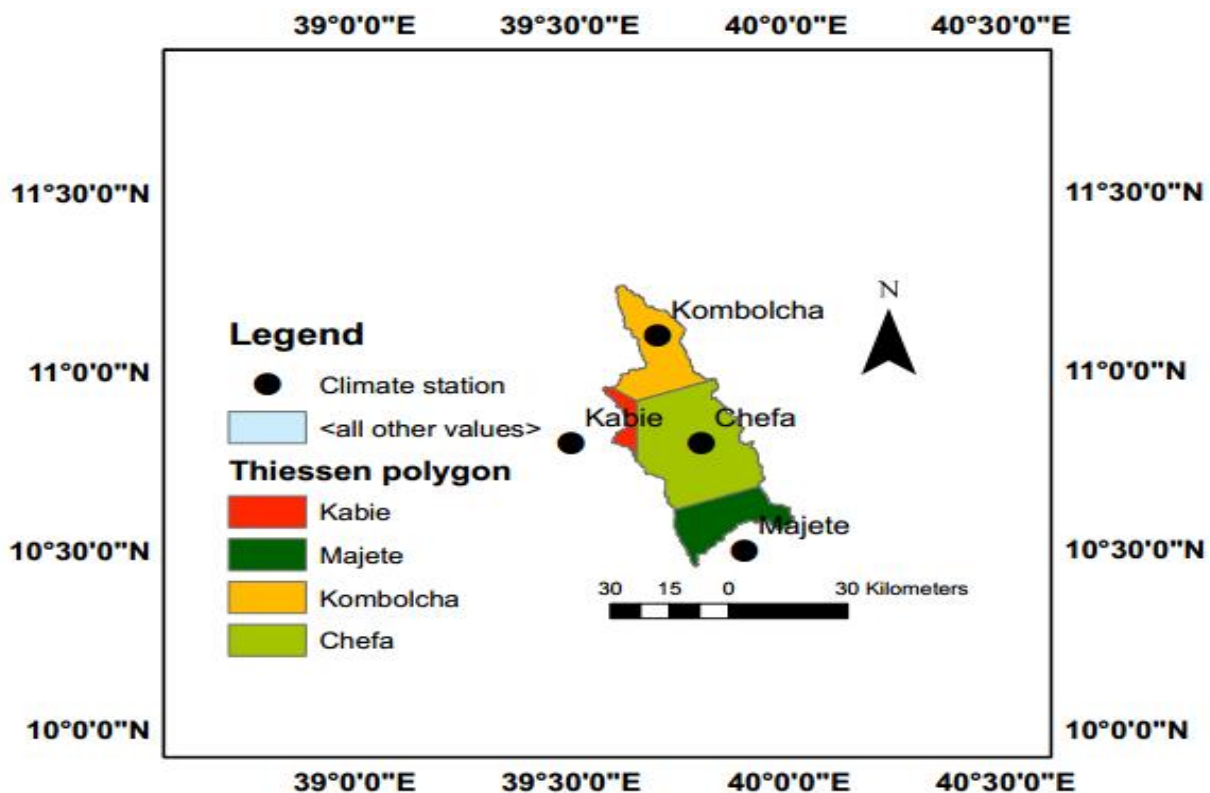 39°0'0"E 39°30'0"E 40°0'0"E 40°30'0"E
11°30'0"N 11°30'0"N
N
Kombolcha
Legend
11°0'0"N 11°0'0"N
Climate station
Kabie Chefa
<all other values>
Thiessen polygon
Kabie
Majete
Majete
10°30'0"N 10°30'0"N
30 15 0 30 Kilometers
Kombolcha
Chefa
10°0'0"N 10°0'0"N
39°0'0"E 39°30'0"E 40°0'0"E 40°30'0"E